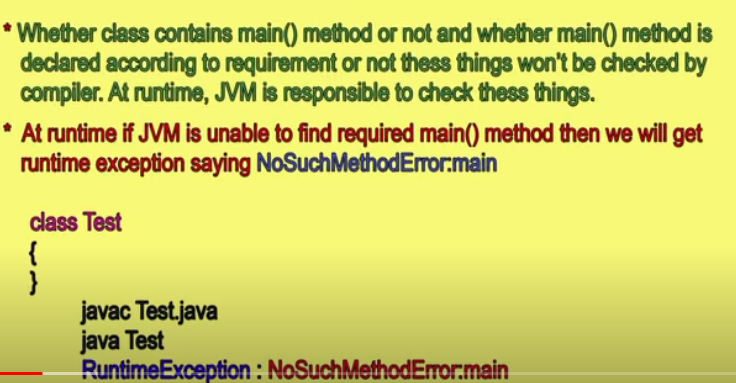 * Whether class contains main() method or not and whether main() method is
declared according to requirement or not thess things won't be checked by
compiler. At runtime, JVM is responsible to check thess things.
* At runtime if JVM is unable to find required main() method then we will get
runtime exception saying NoSuchMethodError:main
class Test
{
}
javac Test.java
java Test
RuntimeException : NoSuchMethodError:main